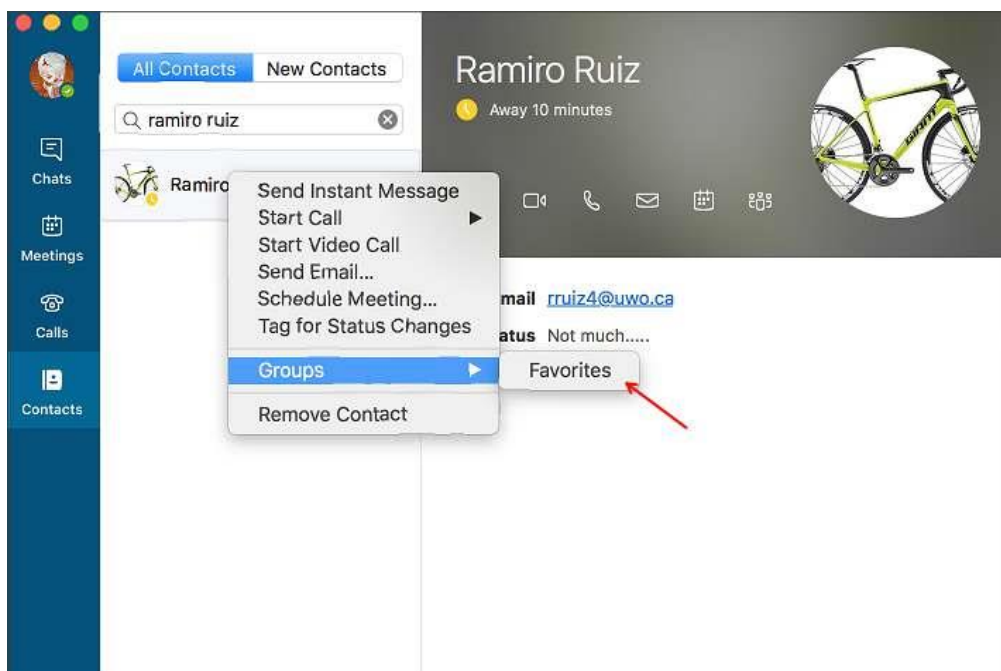 All Contacts
New Contacts
ramiro ruiz
Ramiro
Chats
Meetings
Calls
Contacts
Send Instant Message
Start Call
Start Video Call
Send Email...
Schedule Meeting...
Tag for Status Changes
Groups
Favorites
Remove Contact
Ramiro Ruiz
Away 10 minutes
GIANT
mail rruiz4@uwo.ca
atus Not much.....